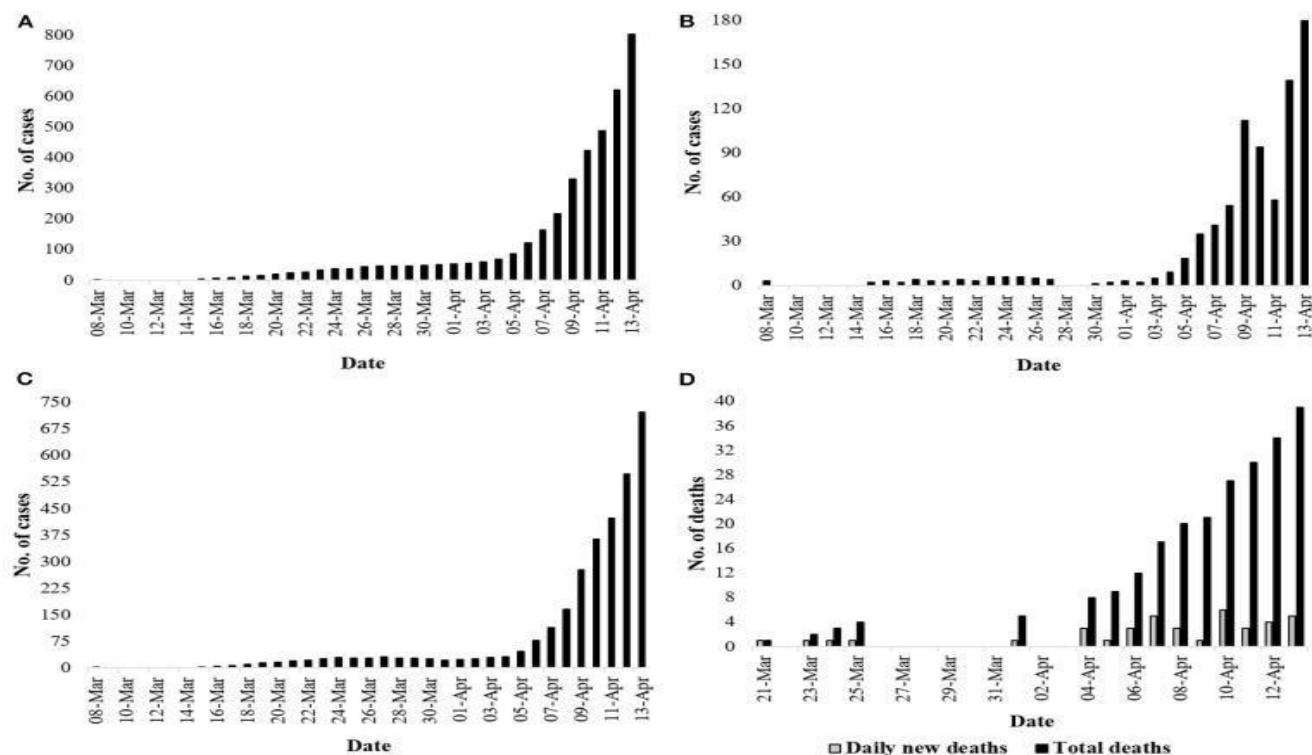 A
No. of cases
800
700
600
500
400
300
200
100
0
08-Mar
10-Mar
12-Mar
14-Mar
16-Mar
18-Mar
20-Mar
22-Mar
24-Mar
26-Mar
28-Mar
30-Mar
01-Apr
03-Apr
05-Apr
07-Apr
09-Apr
11-Apr
13-Apr
Date
B
No. of cases
180
150
120
90
60
30
0
08-Mar
10-Mar
12-Mar
14-Mar
16-Mar
18-Mar
20-Mar
22-Mar
24-Mar
26-Mar
28-Mar
30-Mar
01-Apr
03-Apr
05-Apr
07-Apr
09-Apr
11-Apr
13-Apr
Date
C
No. of cases
750
675
600
525
450
375
300
225
150
75
0
08-Mar
10-Mar
12-Mar
14-Mar
16-Mar
18-Mar
20-Mar
22-Mar
24-Mar
26-Mar
28-Mar
30-Mar
01-Apr
03-Apr
05-Apr
07-Apr
09-Apr
11-Apr
13-Apr
Date
D
No. of deaths
40
36
32
28
24
20
16
12
8
4
0
21-Mar
23-Mar
25-Mar
27-Mar
29-Mar
31-Mar
02-Apr
04-Apr
06-Apr
08-Apr
10-Apr
12-Apr
Date
Daily new deaths
Total deaths